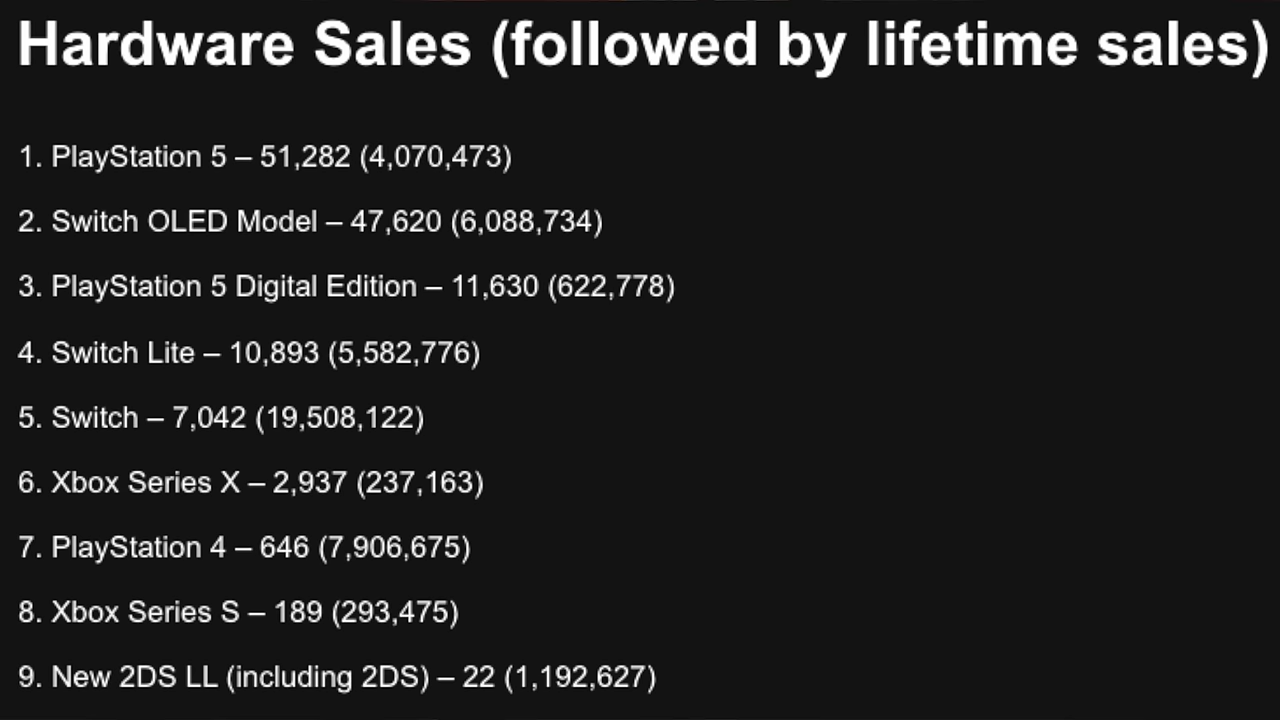 Hardware Sales (followed by lifetime sales)
1. PlayStation 5 – 51,282 (4,070,473)
2. Switch OLED Model – 47,620 (6,088,734)
3. PlayStation 5 Digital Edition – 11,630 (622,778)
4. Switch Lite – 10,893 (5,582,776)
5. Switch – 7,042 (19,508,122)
6. Xbox Series X – 2,937 (237,163)
7. PlayStation 4 – 646 (7,906,675)
8. Xbox Series S – 189 (293,475)
9. New 2DS LL (including 2DS) – 22 (1,192,627)